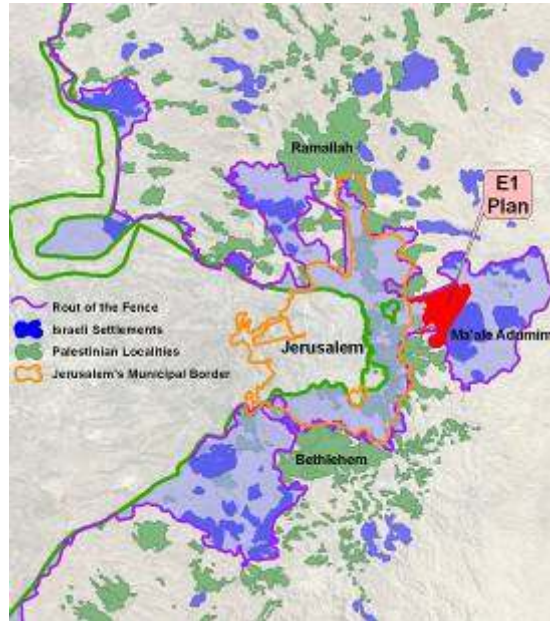 Ramallah
E1
Plan
Rout of the Fence
Israeli Settlements
Palestinian Localities
Jerusalem's Municipal Border
Jerusalem
Ma'ale Adumim
Bethlehem